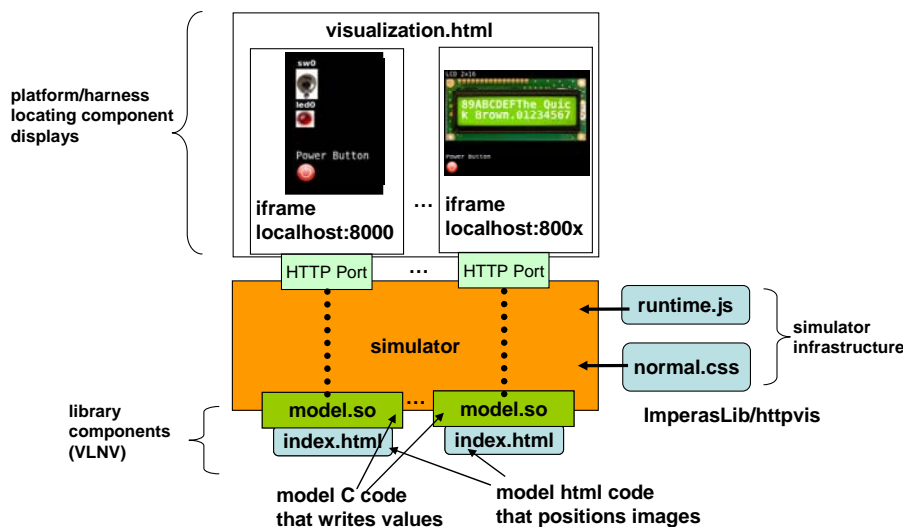 visualization.html
platform/harness
locating component
displays
sw0
led0
Power Button
LCD 2x16
89ABCDEFThe Quic
k Brown.01234567
Power Button
...
iframe
localhost:8000
iframe
localhost:800x
HTTP Port
...
HTTP Port
simulator
runtime.js
normal.css
simulator
infrastructure
ImperasLib/httpvis
library
components
(VLNV)
model.so
...
model.so
index.html
index.html
model C code
that writes values
model html code
that positions images